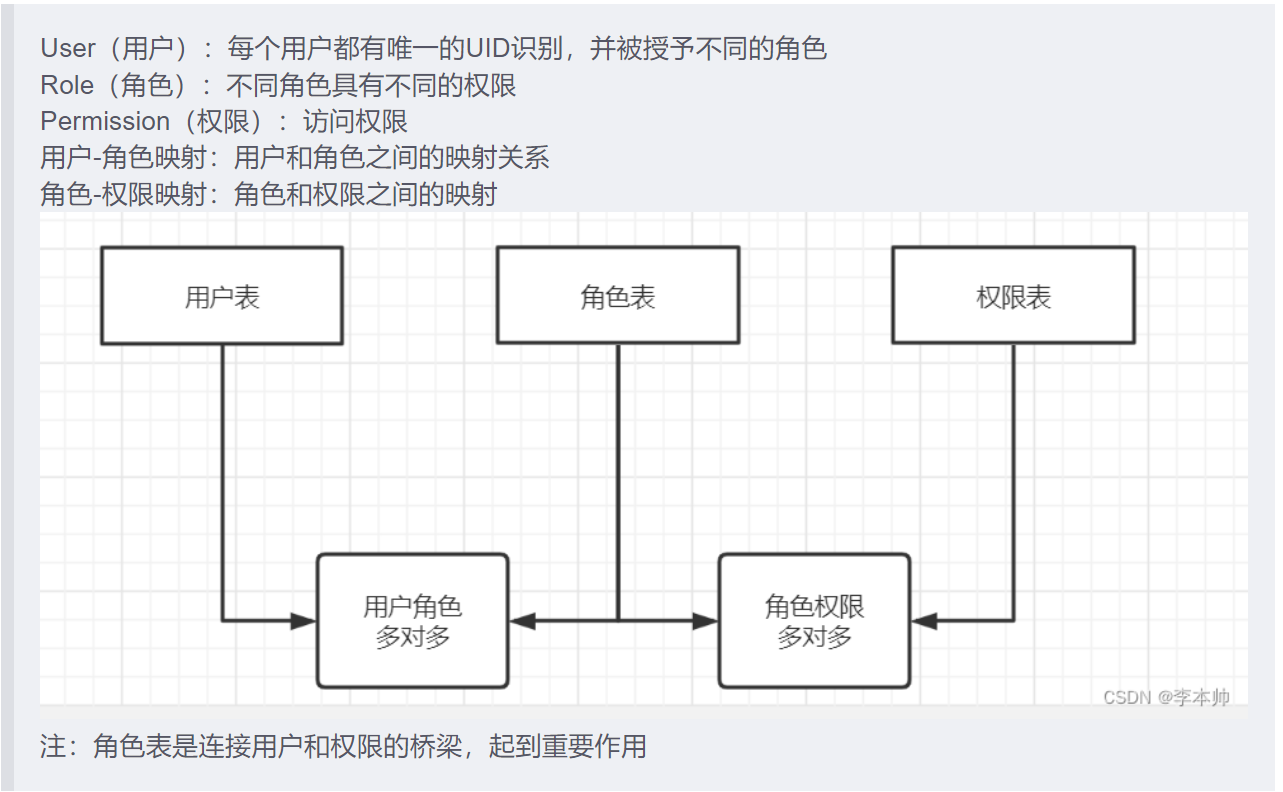 User（用户）：每个用户都有唯一的UID识别，并被授予不同的角色
Role（角色）：不同角色具有不同的权限
Permission（权限）：访问权限
用户-角色映射：用户和角色之间的映射关系
角色-权限映射：角色和权限之间的映射
用户表
角色表
权限表
用户角色
多对多
角色权限
多对多
CSDN @李本帅
注：角色表是连接用户和权限的桥梁，起到重要作用